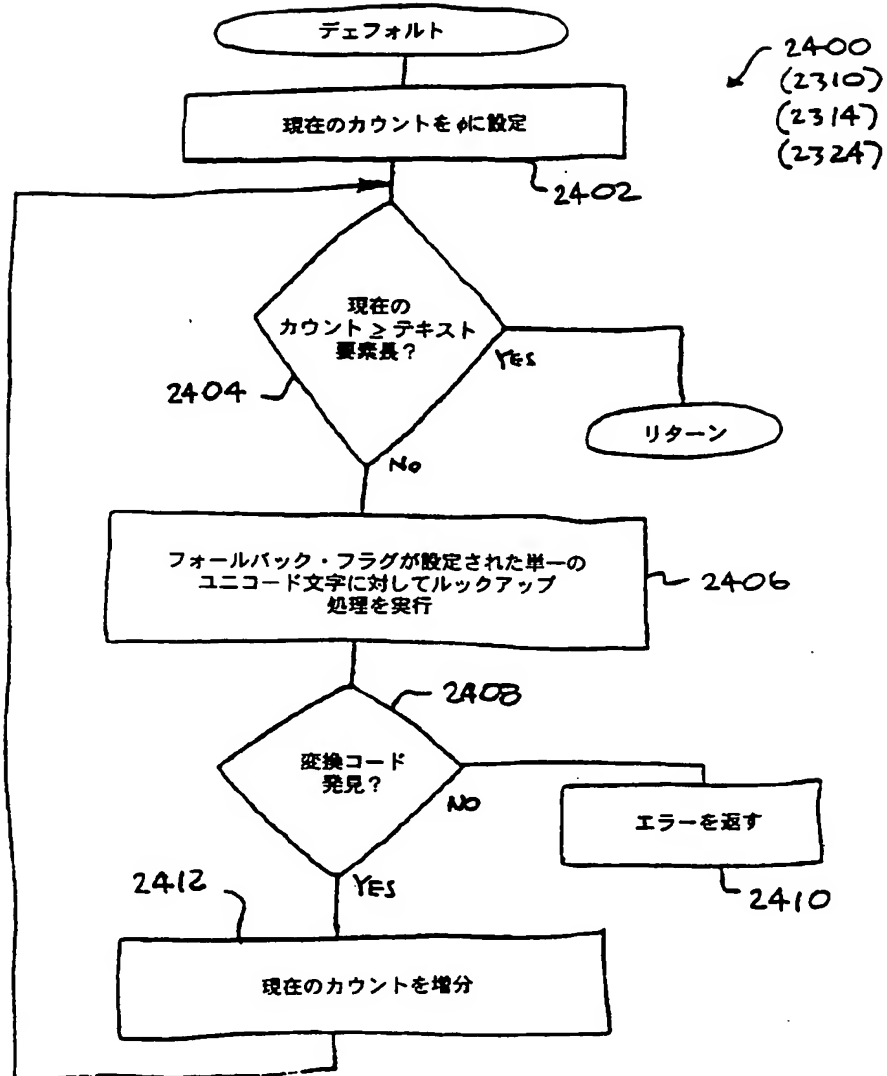 デェフォルト
2400
(2310)
(2314)
(2324)
現在のカウントをφに設定
2402
現在の
カウント ≥ テキスト
要素長?
YES
2404
リターン
No
フォールバック・フラグが設定された単一の
ユニコード文字に対してルックアップ
処理を実行
2406
2408
変換コード
発見?
NO
エラーを返す
2410
2412
YES
現在のカウントを増分